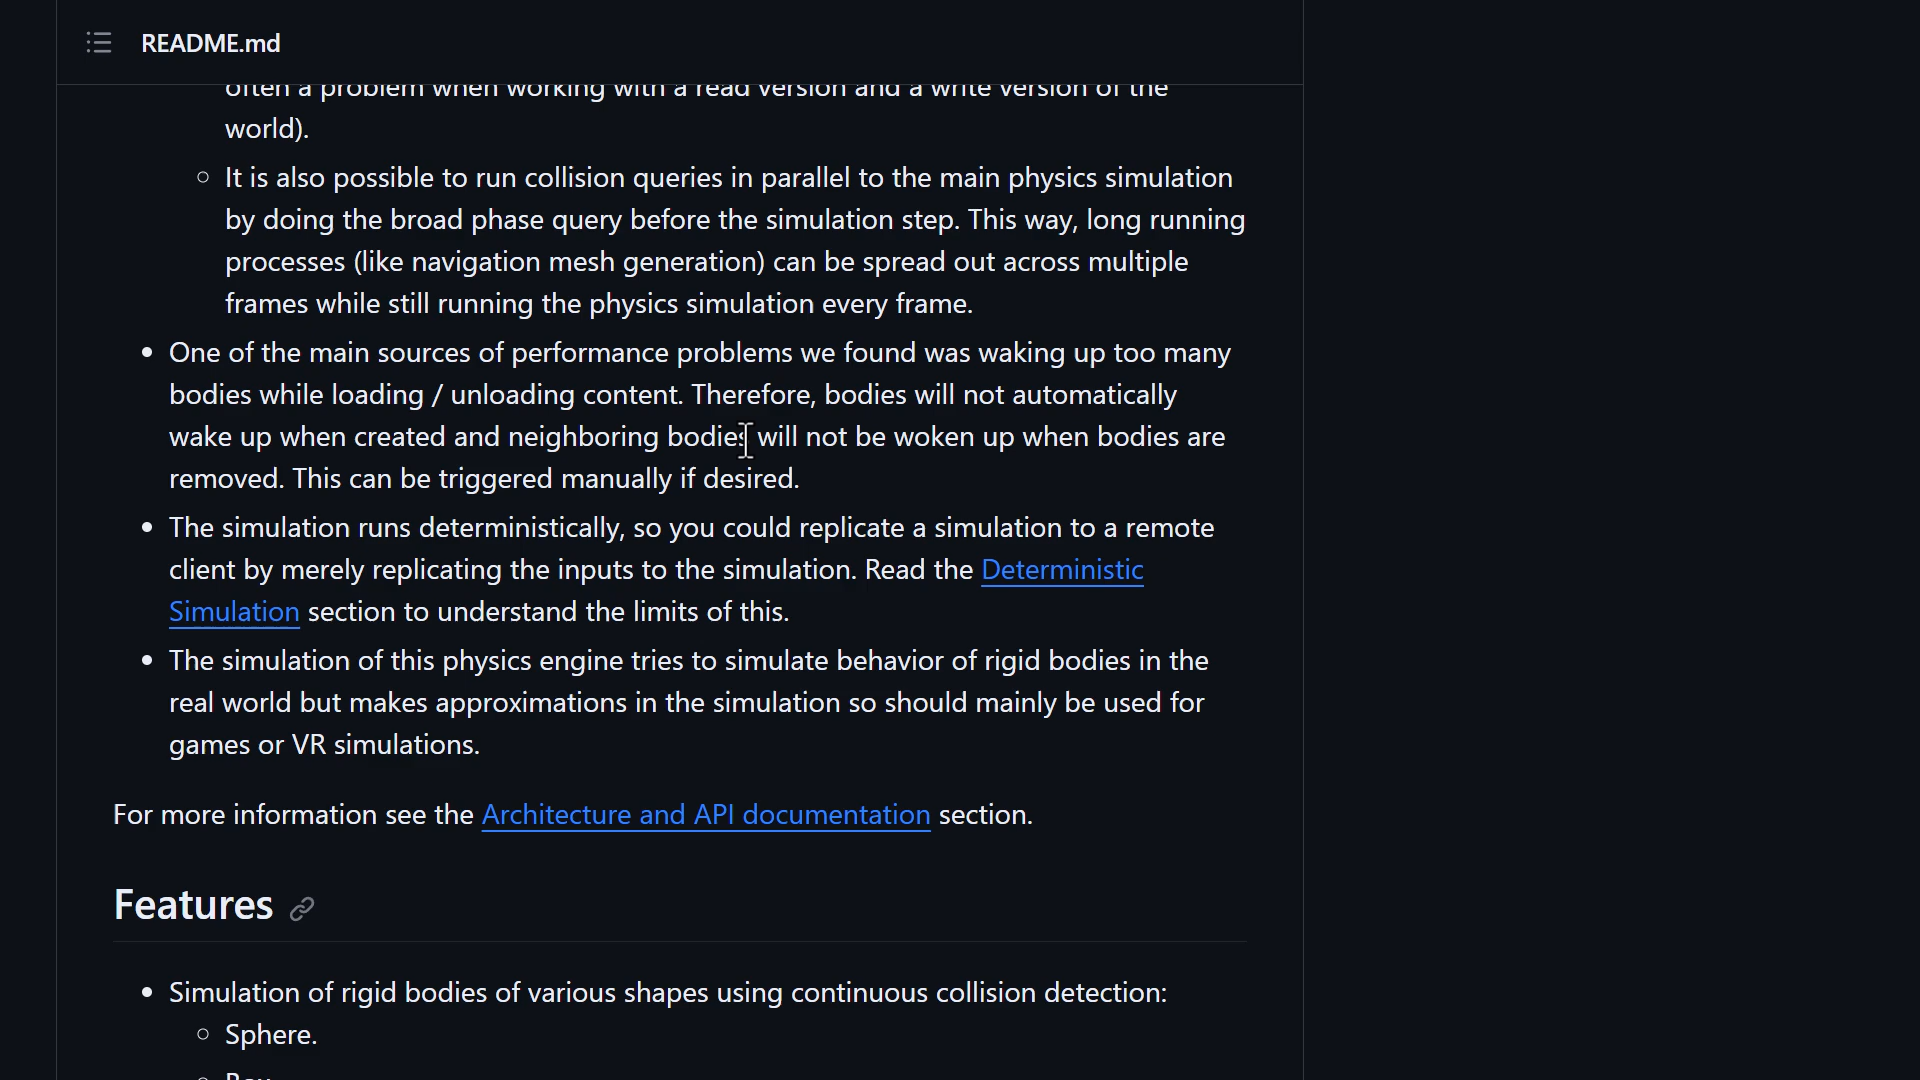 README.md
often a problem when working with a read version and a write version of the
world).
It is also possible to run collision queries in parallel to the main physics simulation
by doing the broad phase query before the simulation step. This way, long running
processes (like navigation mesh generation) can be spread out across multiple
frames while still running the physics simulation every frame.
One of the main sources of performance problems we found was waking up too many
bodies while loading / unloading content. Therefore, bodies will not automatically
wake up when created and neighboring bodies will not be woken up when bodies are
removed. This can be triggered manually if desired.
The simulation runs deterministically, so you could replicate a simulation to a remote
client by merely replicating the inputs to the simulation. Read the Deterministic
Simulation section to understand the limits of this.
The simulation of this physics engine tries to simulate behavior of rigid bodies in the
real world but makes approximations in the simulation so should mainly be used for
games or VR simulations.
For more information see the Architecture and API documentation section.
Features
Simulation of rigid bodies of various shapes using continuous collision detection:
Sphere.
Box.